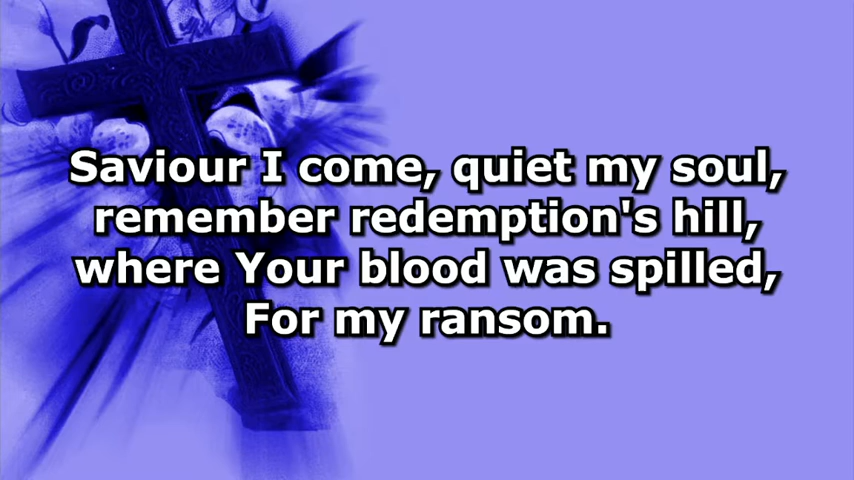 Saviour I come, quiet my soul,
remember redemption's hill,
where Your blood was spilled,
For my ransom.